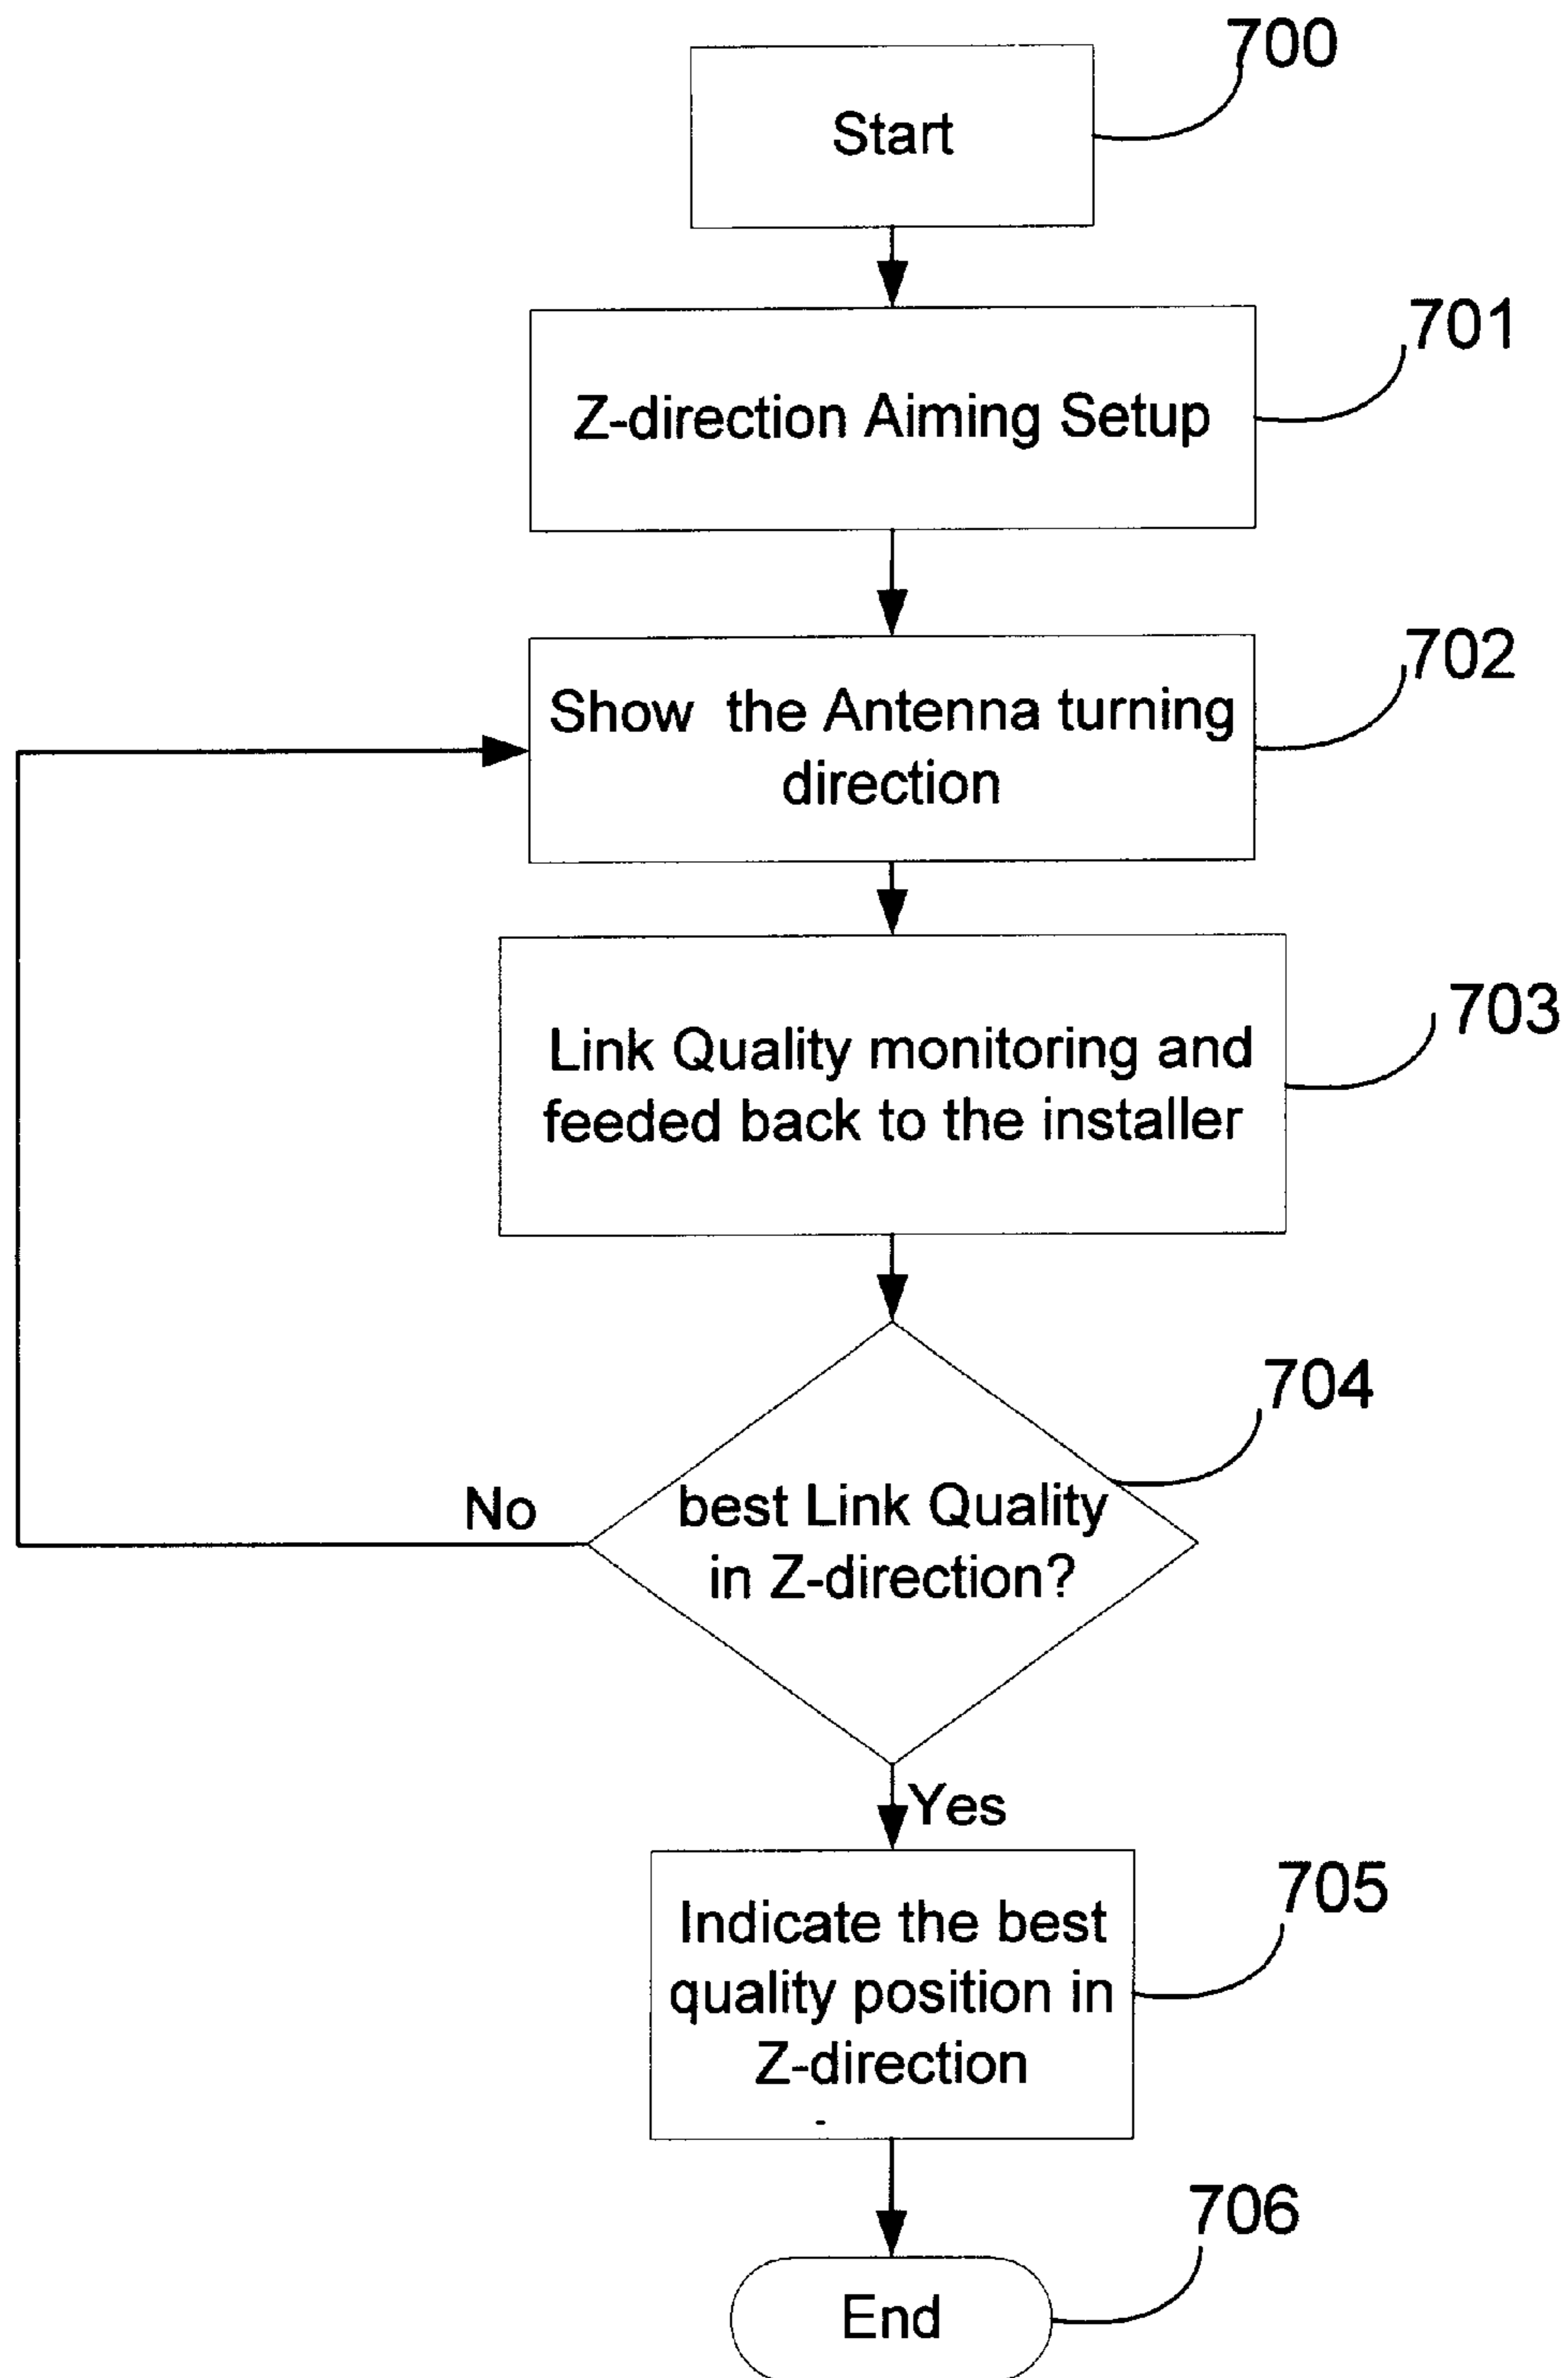 700
Start
701
Z-direction Aiming Setup
702
Show the Antenna turning
direction
703
Link Quality monitoring and
feeded back to the installer
704
best Link Quality
in Z-direction?
No
Yes
705
Indicate the best
quality position in
Z-direction
706
End